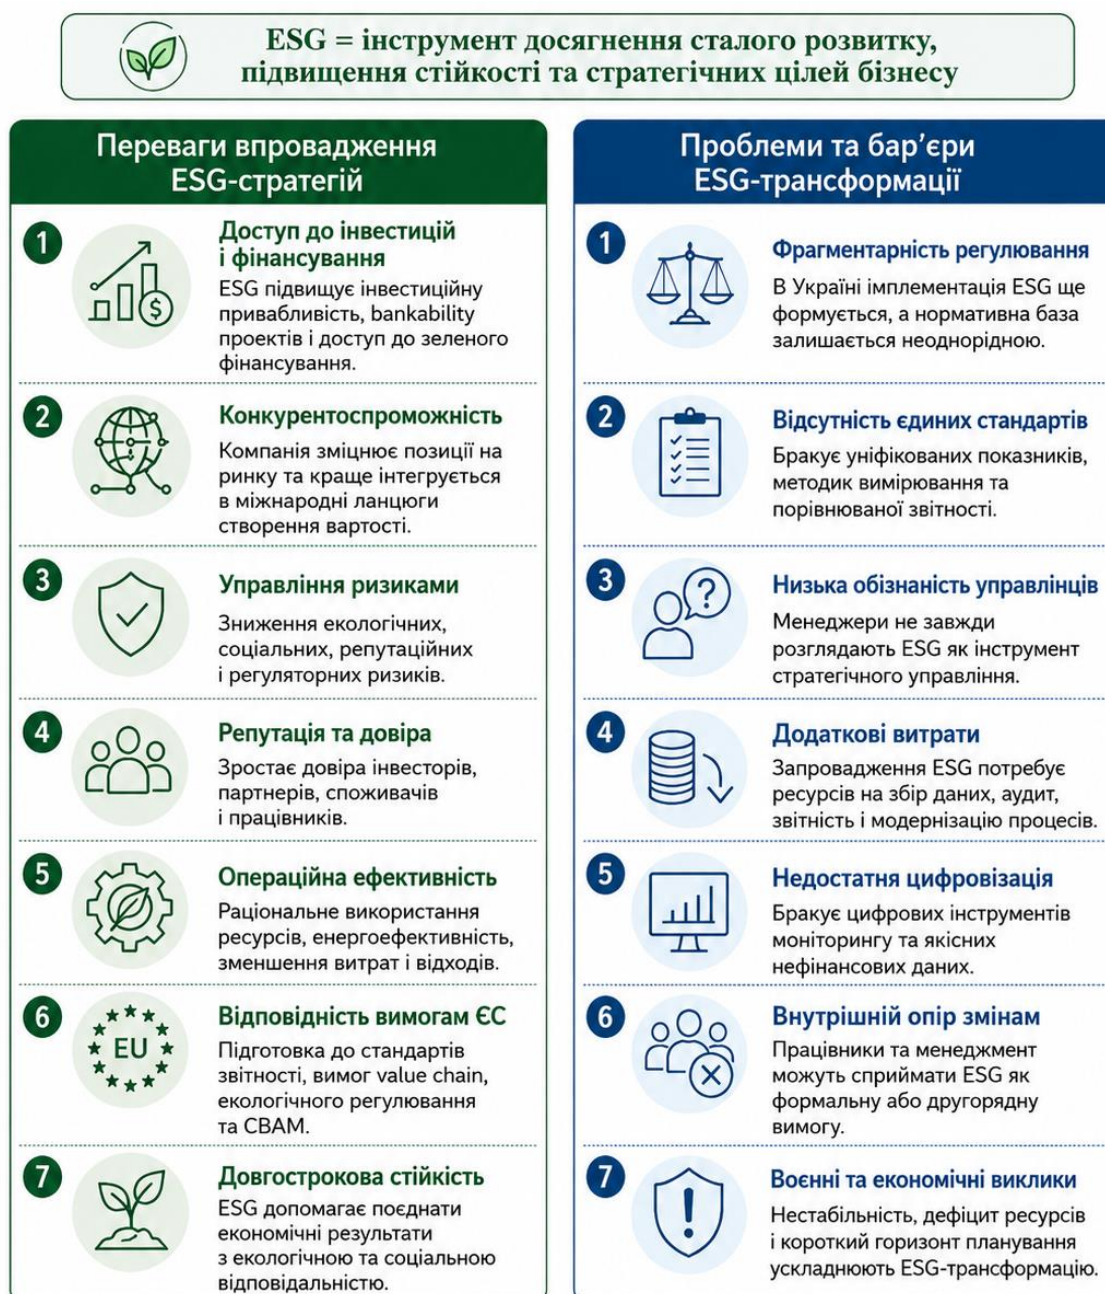 ESG = інструмент досягнення сталого розвитку,
підвищення стійкості та стратегічних цілей бізнесу
Переваги впровадження
ESG-стратегій
1
Доступ до інвестицій
і фінансування
ESG підвищує інвестиційну
привабливість, bankability
проектів і доступ до зеленого
фінансування.
2
Конкурентоспроможність
Компанія зміцнює позиції на
ринку та краще інтегрується
в міжнародні ланцюги
створення вартості.
3
Управління ризиками
Зниження екологічних,
соціальних, репутаційних
і регуляторних ризиків.
4
Репутація та довіра
Зростає довіра інвесторів,
партнерів, споживачів
і працівників.
5
Операційна ефективність
Раціональне використання
ресурсів, енергоефективність,
зменшення витрат і відходів.
6
EU
Відповідність вимогам ЄС
Підготовка до стандартів
звітності, вимог value chain,
екологічного регулювання
та CBAM.
7
Довгострокова стійкість
ESG допомагає поєднати
економічні результати
з екологічною та соціальною
відповідальністю.
Проблеми та бар’єри
ESG-трансформації
1
Фрагментарність регулювання
В Україні імплементація ESG ще
формується, а нормативна база
залишається неоднорідною.
2
Відсутність єдиних стандартів
Бракує уніфікованих показників,
методик вимірювання та
порівнюваної звітності.
3
Низька обізнаність управлінців
Менеджери не завжди
розглядають ESG як інструмент
стратегічного управління.
4
Додаткові витрати
Запровадження ESG потребує
ресурсів на збір даних, аудит,
звітність і модернізацію процесів.
5
Недостатня цифровізація
Бракує цифрових інструментів
моніторингу та якісних
нефінансових даних.
6
Внутрішній опір змінам
Працівники та менеджмент
можуть сприймати ESG як
формальну або другорядну
вимогу.
7
Воєнні та економічні виклики
Нестабільність, дефіцит ресурсів
і короткий горизонт планування
ускладнюють ESG-трансформацію.